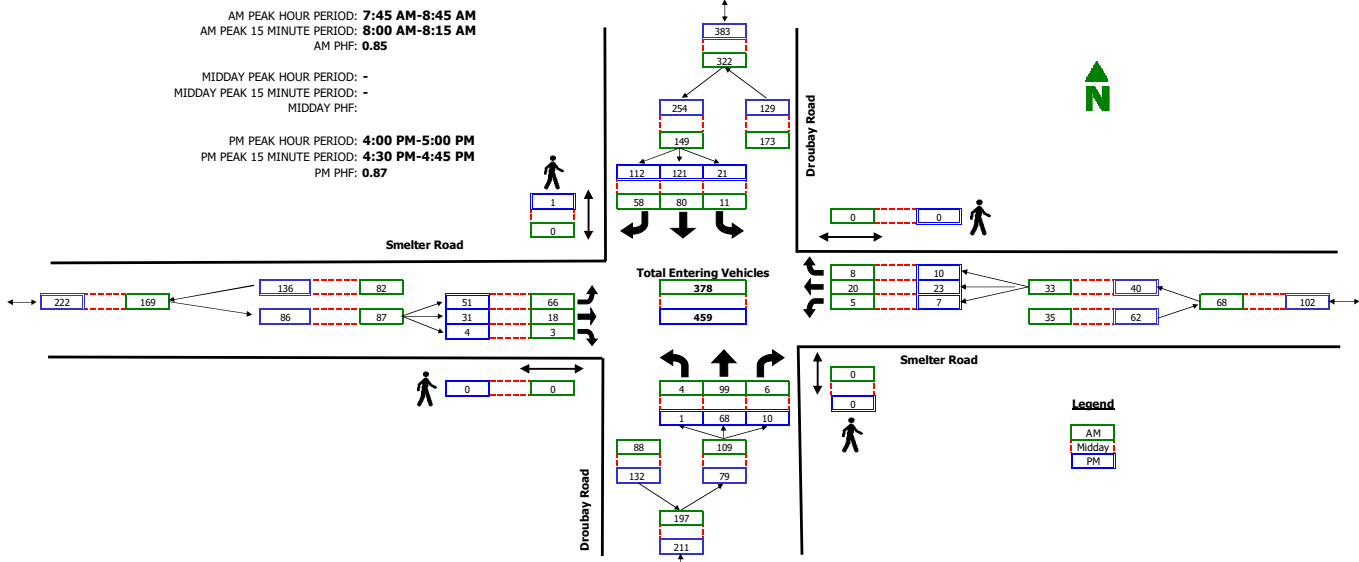 AM PEAK HOUR PERIOD: 7:45 AM-8:45 AM
AM PEAK 15 MINUTE PERIOD: 8:00 AM-8:15 AM
AM PHF: 0.85
MIDDAY PEAK HOUR PERIOD: -
MIDDAY PEAK 15 MINUTE PERIOD: -
MIDDAY PHF:
PM PEAK HOUR PERIOD: 4:00 PM-5:00 PM
PM PEAK 15 MINUTE PERIOD: 4:30 PM-4:45 PM
PM PHF: 0.87
383
322
254 129
149 173
112 121 21
58 80 11
Droubay Road
N
1
0
0 0
Smelter Road
Total Entering Vehicles
378
459
222 169
136 82
86 87
51 66
31 18
4 3
8 10
20 23
5 7
33 40
35 62
68 102
Smelter Road
0 0
4 99 6
1 68 10
0
0
88 109
132 79
197
211
Droubay Road
Legend
AM
Midday
PM